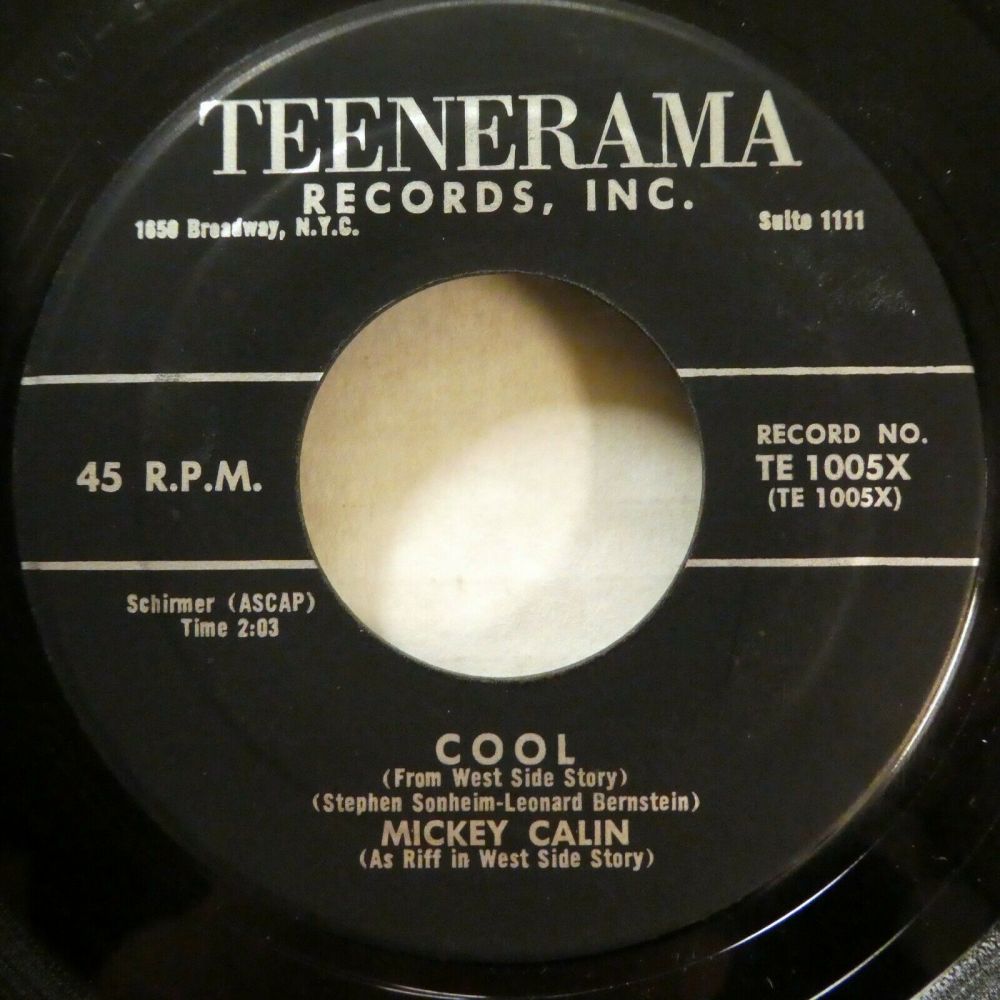 TEENERAMA
RECORDS, INC.
1650 Broadway, N.Y.C.
Suite 1111
45 R.P.M.
RECORD NO.
TE 1005X
(TE 1005X)
Schirmer (ASCAP)
Time 2:03
COOL
(From West Side Story)
(Stephen Sonheim-Leonard Bernstein)
MICKEY CALIN
(As Riff in West Side Story)